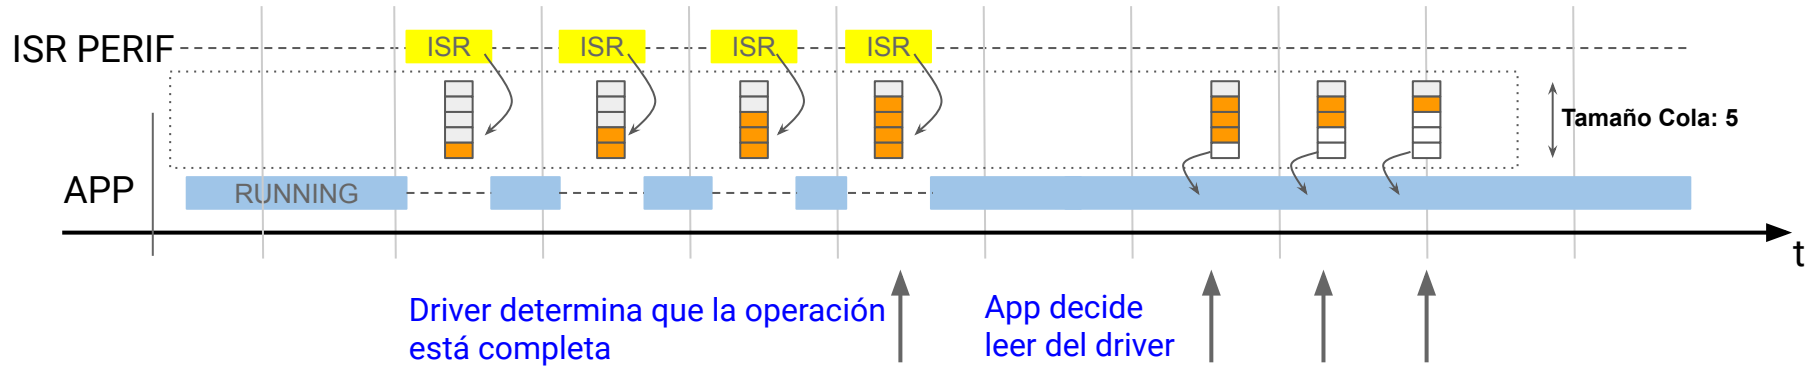 ISR PERIF
ISR
ISR
ISR
ISR
Tamaño Cola: 5
APP
RUNNING
t
Driver determina que la operación
está completa
App decide
leer del driver